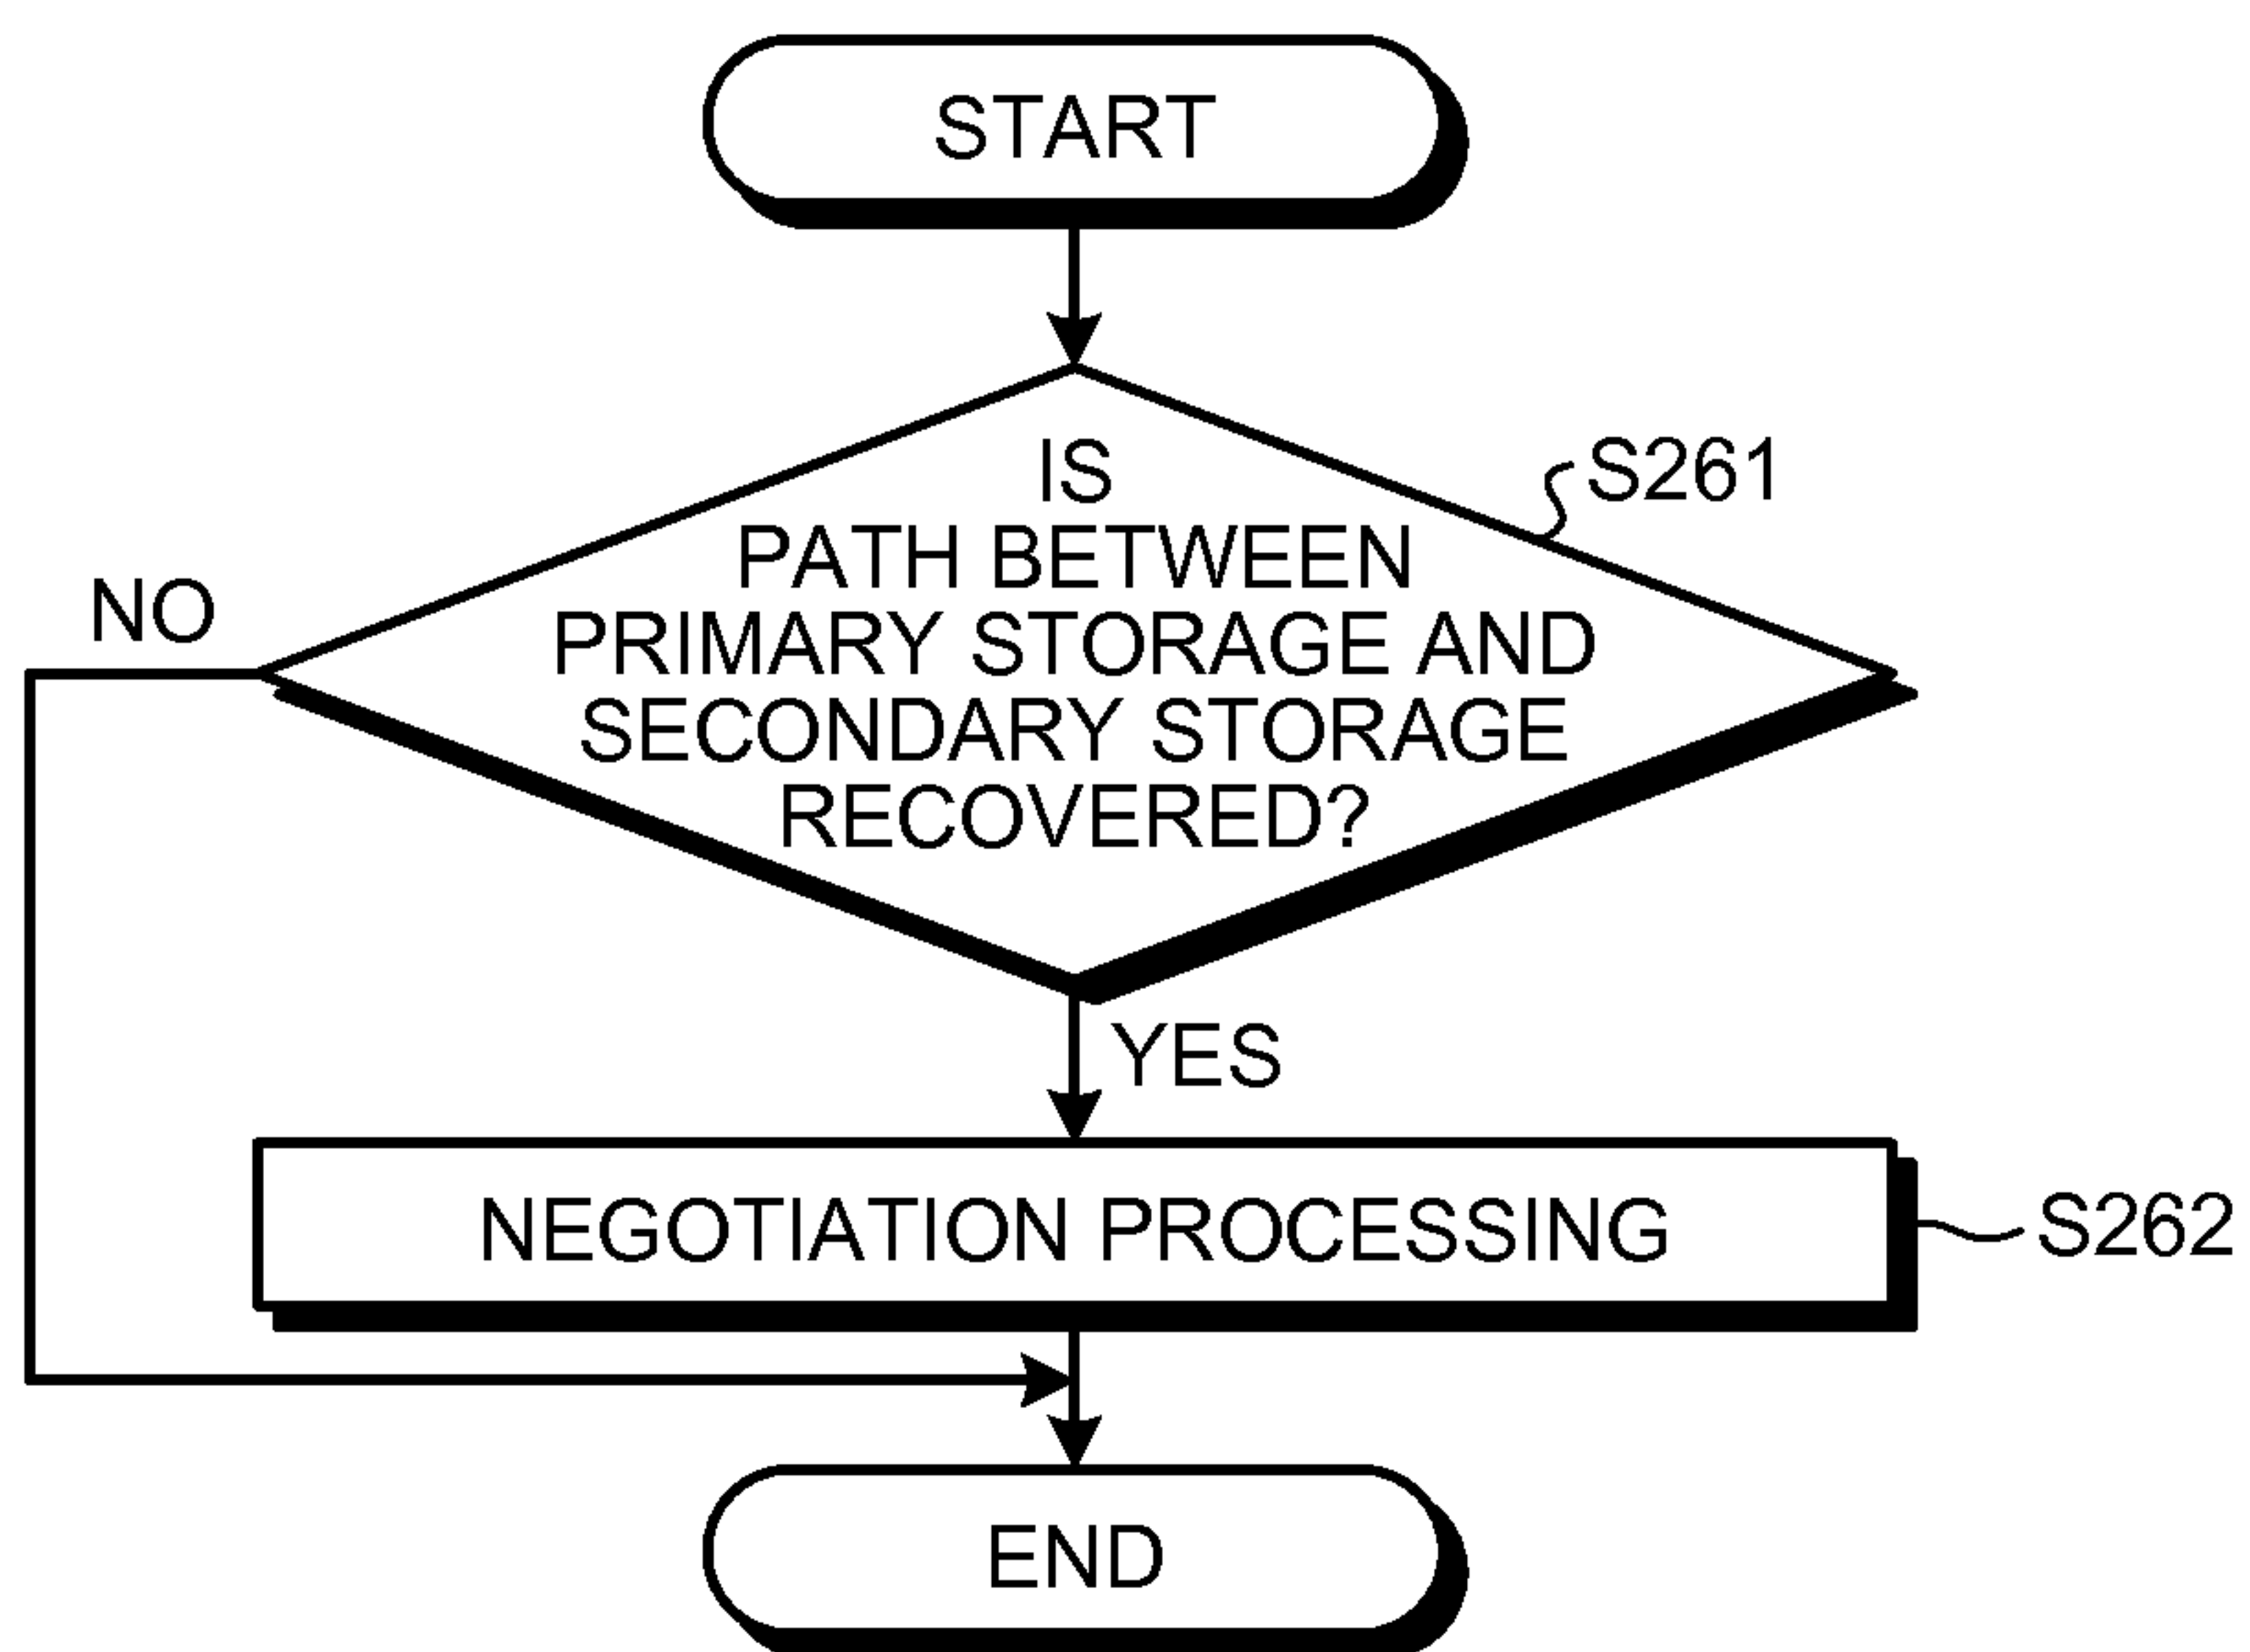 START
IS
PATH BETWEEN
PRIMARY STORAGE AND
SECONDARY STORAGE
RECOVERED?
S261
NO
YES
NEGOTIATION PROCESSING
S262
END